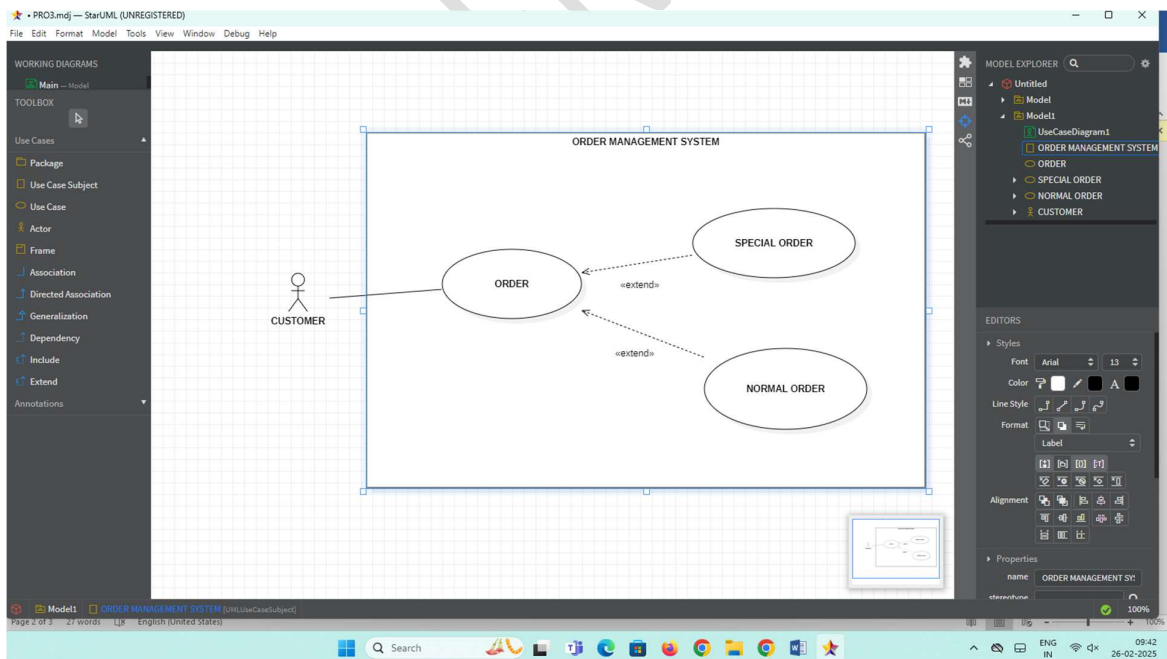 • PRO3.mdj — StarUML (UNREGISTERED)
File Edit Format Model Tools View Window Debug Help
WORKING DIAGRAMS
Main — Model
TOOLBOX
Use Cases
Package
Use Case Subject
Use Case
Actor
Frame
Association
Directed Association
Generalization
Dependency
Include
Extend
Annotations
ORDER MANAGEMENT SYSTEM
SPECIAL ORDER
ORDER
«extend»
CUSTOMER
«extend»
NORMAL ORDER
MODEL EXPLORER
Untitled
Model
Model1
UseCaseDiagram1
ORDER MANAGEMENT SYSTEM
ORDER
SPECIAL ORDER
NORMAL ORDER
CUSTOMER
EDITORS
Styles
Font Arial 13
Color A
Line Style
Format
Label
Alignment
Properties
name ORDER MANAGEMENT SY
stereotype
Model1 ORDER MANAGEMENT SYSTEM [UMLUseCaseSubject] 100%
Page 2 of 3 27 words English (United States) 100%
Search ENG IN 09:42 26-02-2025